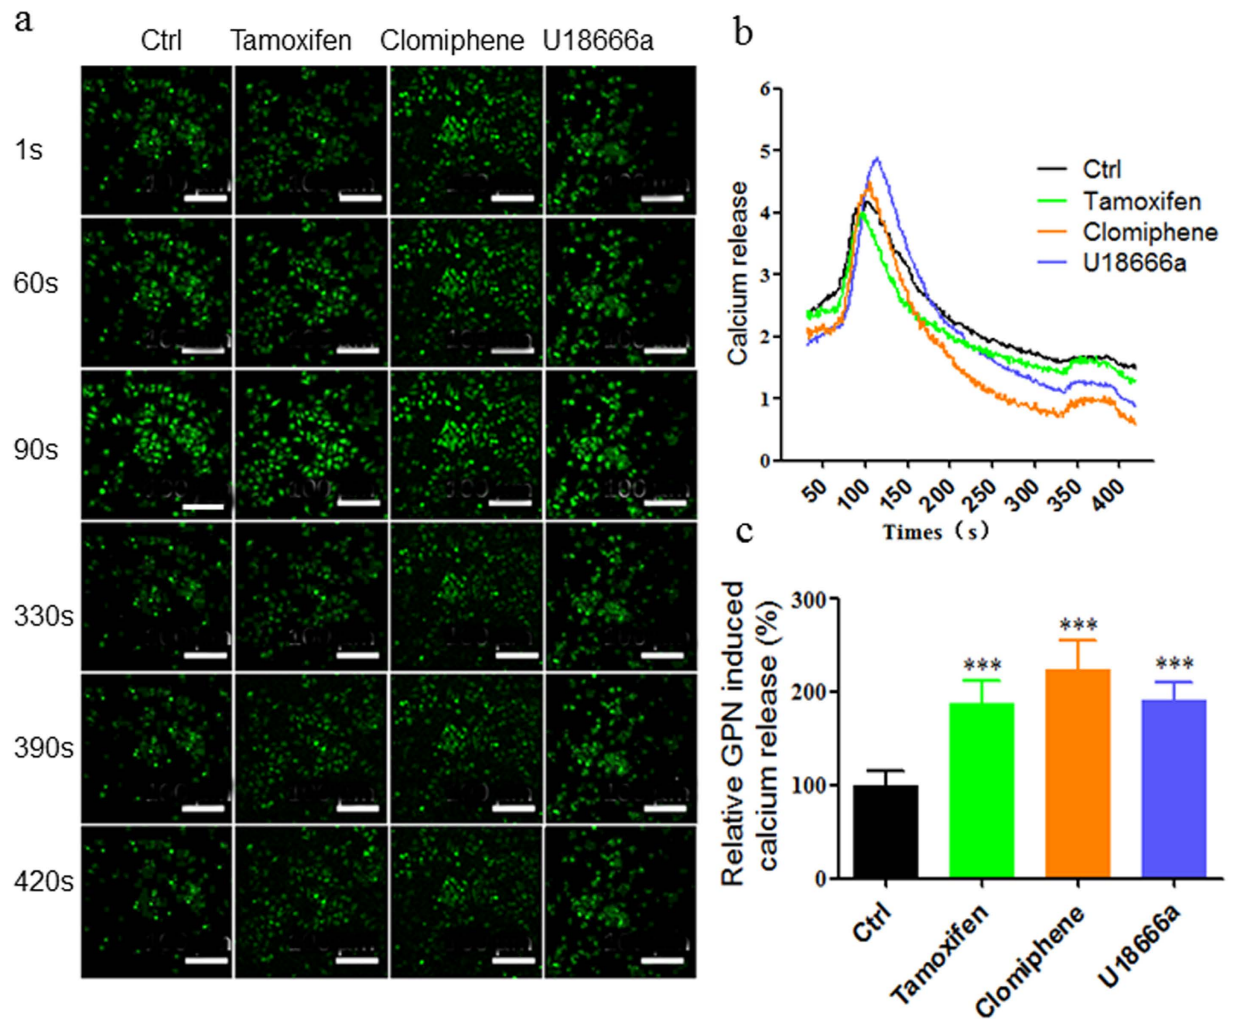 a
Ctrl Tamoxifen Clomiphene U18666a
1s
60s
90s
330s
390s
420s
b
Calcium release
6
5
4
3
2
1
0
50 100 150 200 250 300 350 400
Times（s）
Ctrl
Tamoxifen
Clomiphene
U18666a
c
Relative GPN induced
calcium release (%)
300
200
100
0
***
***
***
Ctrl Tamoxifen Clomiphene U18666a